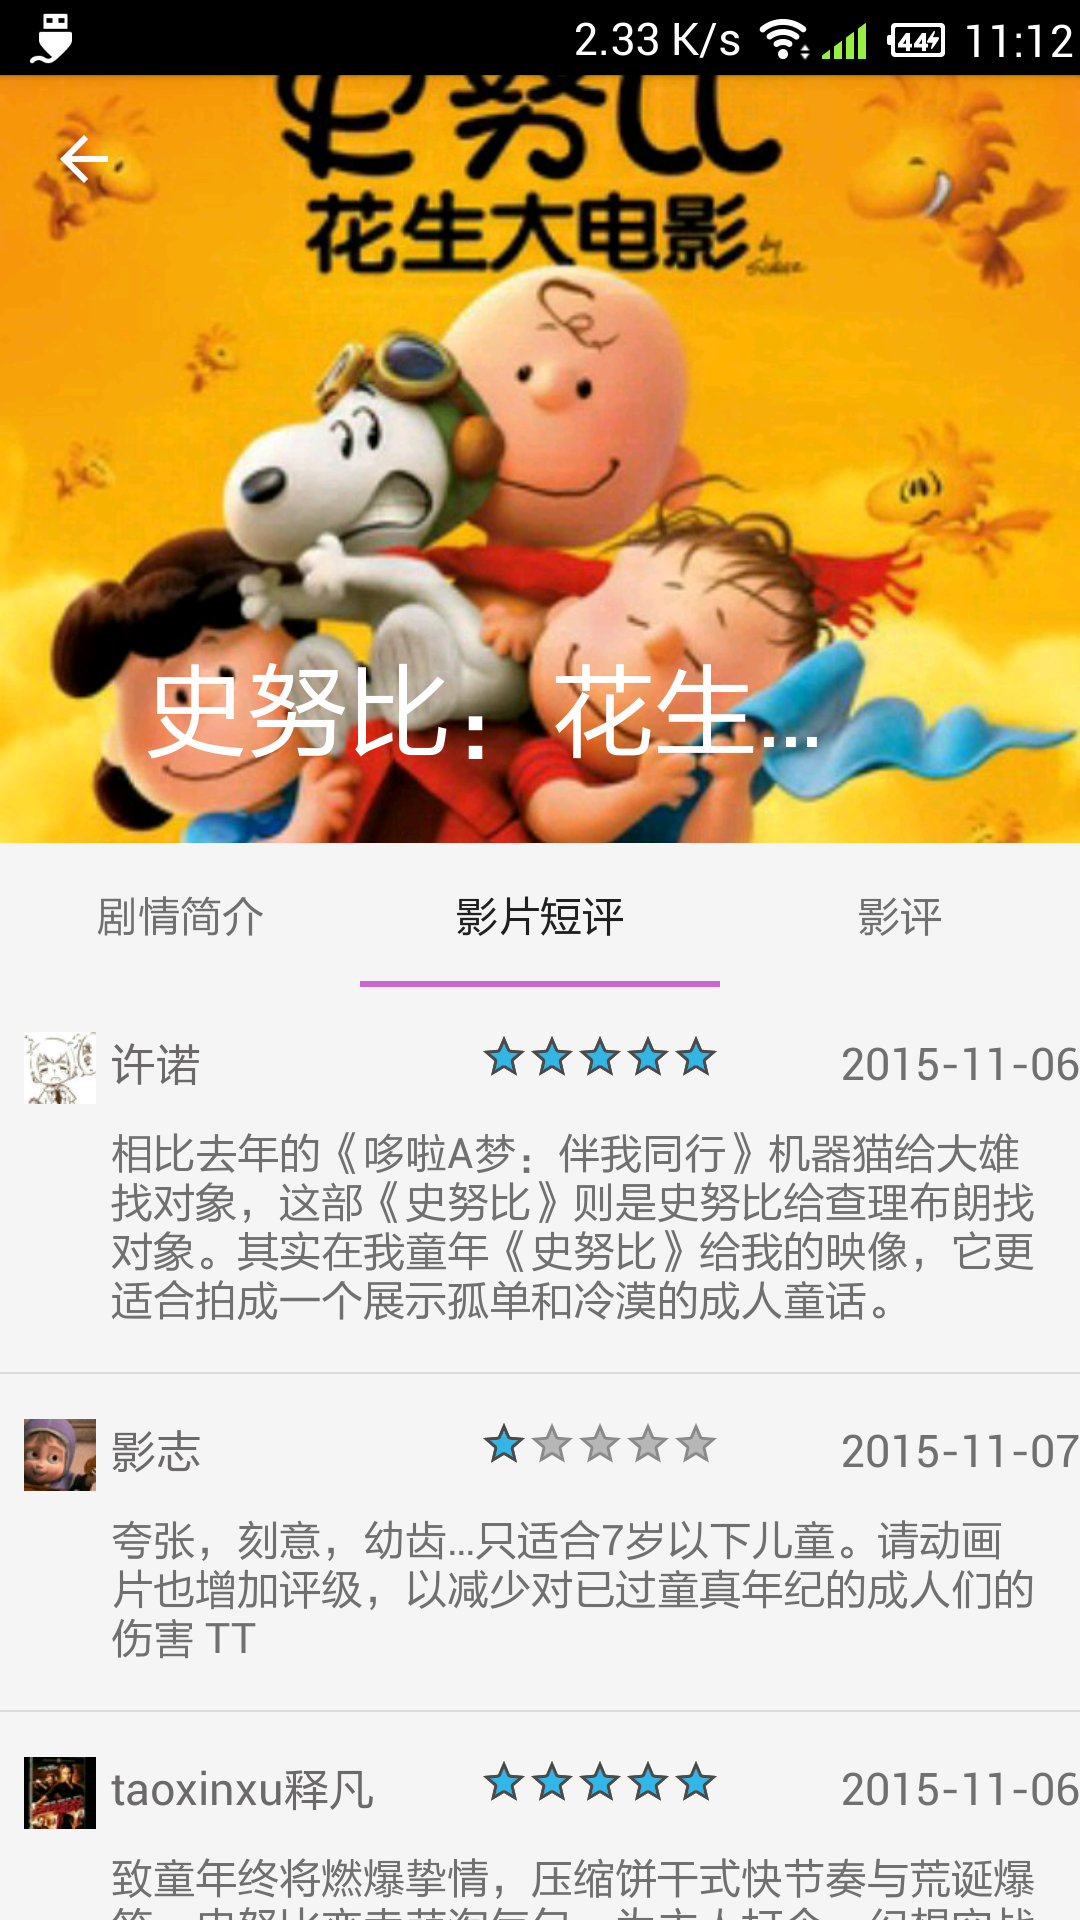 2.33 K/s 44 11:12
史努比
花生大电影
by Schulz
史努比：花生...
剧情简介 影片短评 影评
许诺 2015-11-06
相比去年的《哆啦A梦：伴我同行》机器猫给大雄
找对象，这部《史努比》则是史努比给查理布朗找
对象。其实在我童年《史努比》给我的映像，它更
适合拍成一个展示孤单和冷漠的成人童话。
影志 2015-11-07
夸张，刻意，幼齿...只适合7岁以下儿童。请动画
片也增加评级，以减少对已过童真年纪的成人们的
伤害 TT
taoxinxu释凡 2015-11-06
致童年终将燃爆挚情，压缩饼干式快节奏与荒诞爆